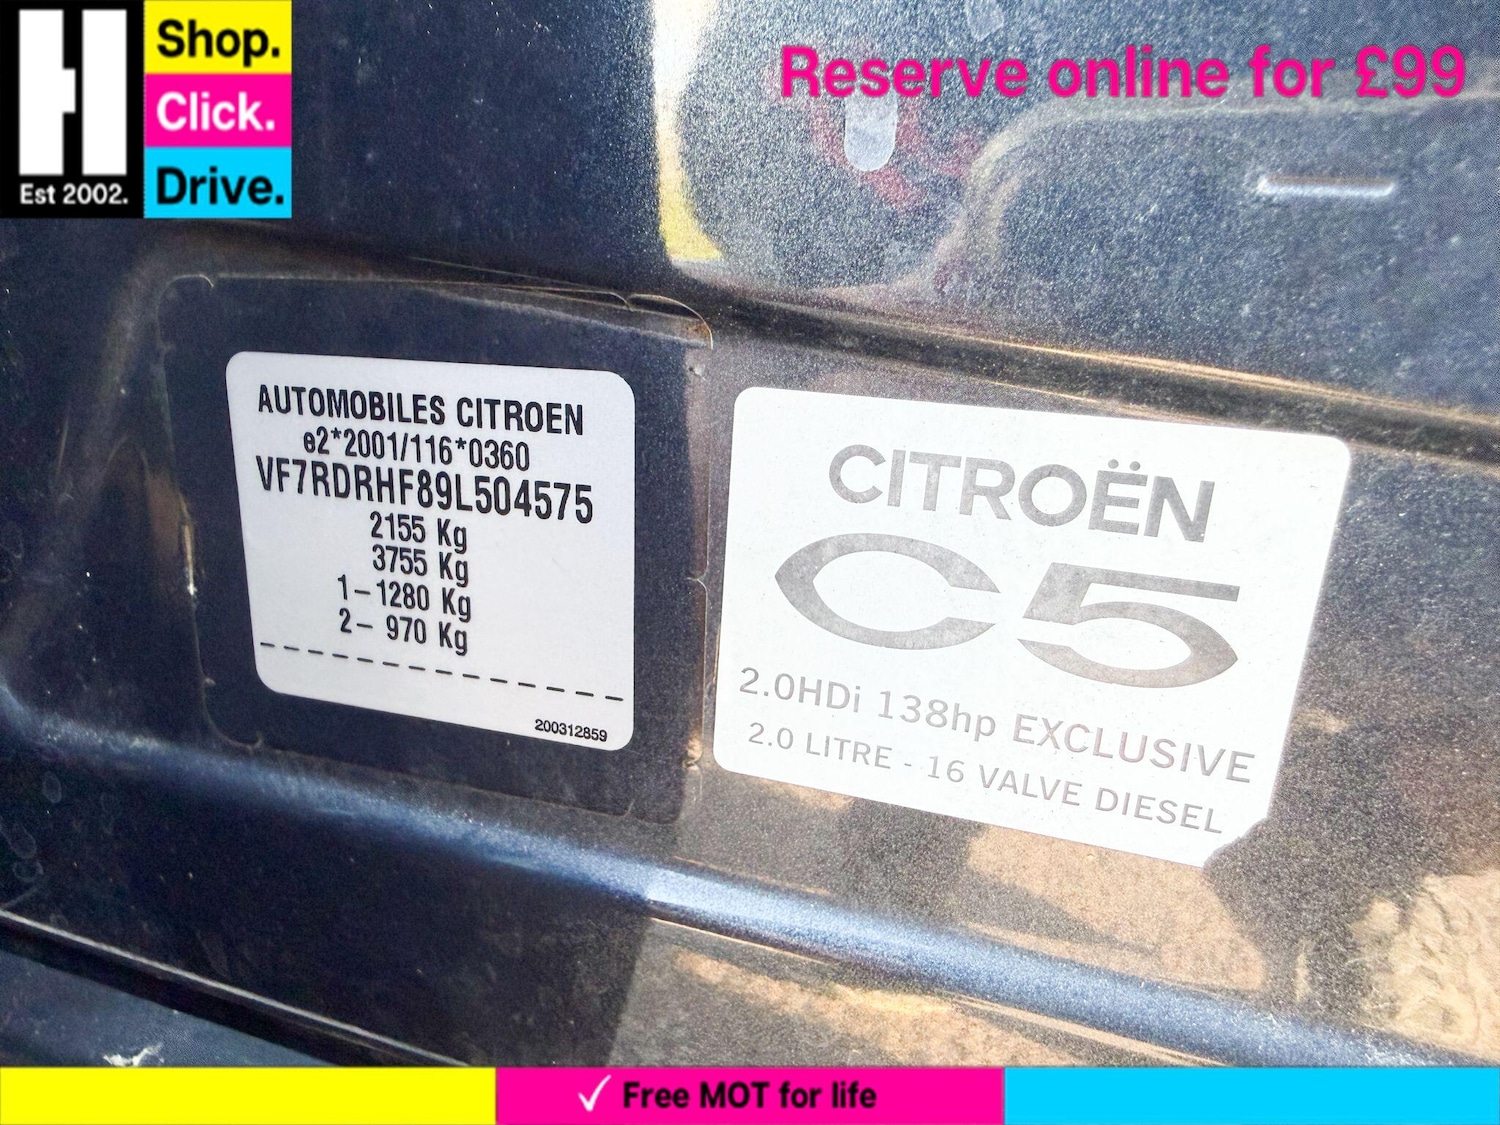 Shop.
Click.
Drive.
Est 2002.
Reserve online for £99
AUTOMOBILES CITROEN
e2*2001/116*0360
VF7RDRHF89L504575
2155 Kg
3755 Kg
1-1280 Kg
2- 970 Kg
200312859
CITROËN
C5
2.0HDi 138hp EXCLUSIVE
2.0 LITRE - 16 VALVE DIESEL
✓ Free MOT for life